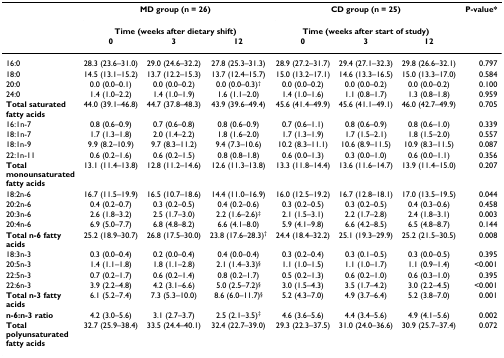 MD group (n = 26) CD group (n = 25) P-value*
Time (weeks after dietary shift) Time (weeks after start of study)
0 3 12 0 3 12
16:0 28.3 (23.6–31.0) 29.0 (24.6–32.2) 27.8 (25.3–31.3) 28.9 (27.2–31.7) 29.4 (27.1–32.3) 29.8 (26.6–32.1) 0.797
18:0 14.5 (13.1–15.2) 13.7 (12.2–15.3) 13.7 (12.4–15.7) 15.0 (13.2–17.1) 14.6 (13.3–16.5) 15.0 (13.3–17.0) 0.584
20:0 0.0 (0.0–0.1) 0.0 (0.0–0.2) 0.0 (0.0–0.3)† 0.0 (0.0–0.2) 0.0 (0.0–0.2) 0.0 (0.0–0.2) 0.100
24:0 1.4 (1.0–2.2) 1.4 (1.0–1.9) 1.6 (1.1–2.0) 1.4 (1.0–1.6) 1.1 (0.8–1.7) 1.3 (0.8–1.8) 0.959
Total saturated 44.0 (39.1–46.8) 44.7 (37.8–48.3) 43.9 (39.6–49.4) 45.6 (41.4–49.9) 45.6 (41.1–49.1) 46.0 (42.7–49.9) 0.705
fatty acids
16:1n-7 0.8 (0.6–0.9) 0.7 (0.6–0.8) 0.8 (0.6–0.9) 0.7 (0.6–1.1) 0.8 (0.6–0.9) 0.8 (0.6–1.0) 0.339
18:1n-7 1.7 (1.3–1.8) 2.0 (1.4–2.2) 1.8 (1.6–2.0) 1.7 (1.3–1.9) 1.7 (1.5–2.1) 1.8 (1.5–2.0) 0.557
18:1n-9 9.9 (8.2–10.9) 9.7 (8.3–11.2) 9.4 (7.3–10.6) 10.2 (8.3–11.1) 10.6 (8.9–11.5) 10.9 (8.3–11.5) 0.087
22:1n-11 0.6 (0.2–1.6) 0.6 (0.2–1.5) 0.8 (0.8–1.8) 0.6 (0.0–1.3) 0.3 (0.0–1.0) 0.6 (0.0–1.1) 0.356
Total 13.1 (11.4–13.8) 12.8 (11.2–14.6) 12.6 (11.3–13.8) 13.3 (11.8–14.4) 13.6 (11.6–14.7) 13.9 (11.4–15.0) 0.207
monounsaturated
fatty acids
18:2n-6 16.7 (11.5–19.9) 16.5 (10.7–18.6) 14.4 (11.0–16.9) 16.0 (12.5–19.2) 16.7 (12.8–18.1) 17.0 (13.5–19.5) 0.044
20:2n-6 0.4 (0.2–0.7) 0.3 (0.2–0.5) 0.4 (0.2–0.6) 0.3 (0.2–0.5) 0.3 (0.2–0.5) 0.4 (0.3–0.6) 0.458
20:3n-6 2.6 (1.8–3.2) 2.5 (1.7–3.0) 2.2 (1.6–2.6)‡ 2.1 (1.5–3.1) 2.2 (1.7–2.8) 2.4 (1.8–3.1) 0.003
20:4n-6 6.9 (5.0–7.7) 6.8 (4.8–8.2) 6.6 (4.1–8.0) 5.9 (4.1–9.8) 6.6 (4.2–8.5) 6.5 (4.8–8.7) 0.144
Total n-6 fatty 25.2 (18.9–30.7) 26.8 (17.5–30.0) 23.8 (17.6–28.3)† 24.4 (18.4–32.2) 25.1 (19.3–29.9) 25.2 (21.5–30.5) 0.008
acids
18:3n-3 0.3 (0.0–0.4) 0.2 (0.0–0.4) 0.4 (0.0–0.4) 0.3 (0.2–0.4) 0.3 (0.1–0.5) 0.3 (0.0–0.5) 0.395
20:5n-3 1.4 (1.1–1.8) 1.8 (1.1–2.8) 2.1 (1.4–3.3)§ 1.1 (1.0–1.5) 1.1 (1.0–1.7) 1.1 (0.9–1.4) <0.001
22:5n-3 0.7 (0.2–1.7) 0.6 (0.2–1.4) 0.8 (0.2–1.7) 0.5 (0.2–1.3) 0.6 (0.2–1.0) 0.6 (0.3–1.0) 0.395
22:6n-3 3.9 (2.2–4.8) 4.2 (3.1–6.6) 5.0 (2.5–7.2)§ 3.0 (1.5–4.3) 3.5 (1.7–4.2) 3.0 (2.2–4.5) <0.001
Total n-3 fatty 6.1 (5.2–7.4) 7.3 (5.3–10.0) 8.6 (6.0–11.7)§ 5.2 (4.3–7.0) 4.9 (3.7–6.4) 5.2 (3.8–7.0) 0.001
acids
n-6:n-3 ratio 4.2 (3.0–5.6) 3.1 (2.7–3.7) 2.5 (2.1–3.5)‡ 4.6 (3.6–5.6) 4.4 (3.4–5.6) 4.9 (4.1–5.6) 0.002
Total 32.7 (25.9–38.4) 33.5 (24.4–40.1) 32.4 (22.7–39.0) 29.3 (22.3–37.5) 31.0 (24.0–36.6) 30.9 (25.7–37.4) 0.072
polyunsaturated
fatty acids